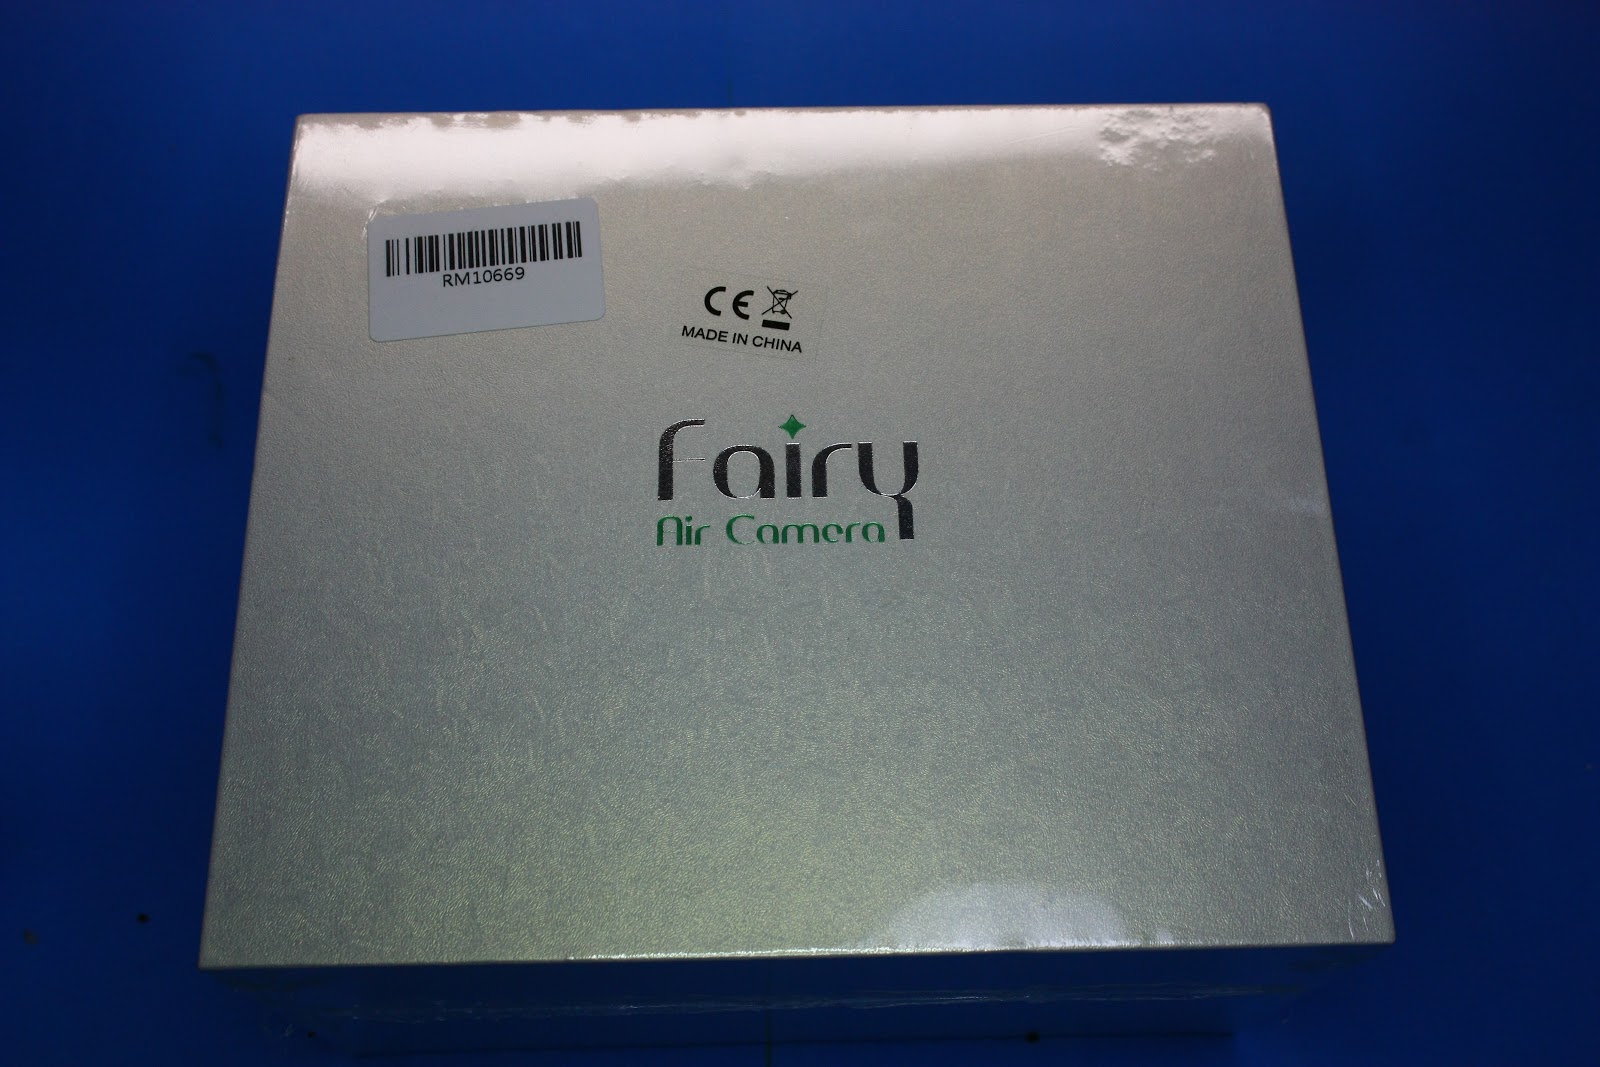 RM10669
CE
MADE IN CHINA
Fairy
Air Camera